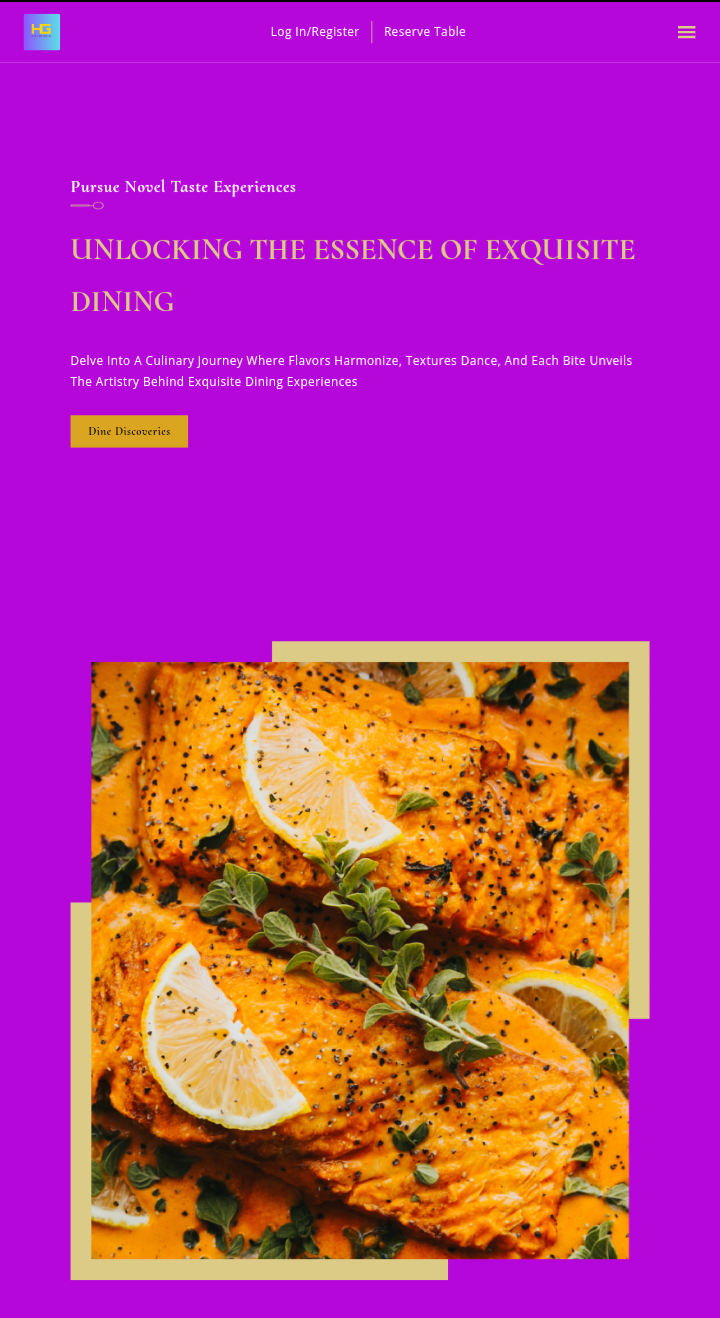 HG
Log In/Register
Reserve Table
Pursue Novel Taste Experiences
UNLOCKING THE ESSENCE OF EXQUISITE
DINING
Delve Into A Culinary Journey Where Flavors Harmonize, Textures Dance, And Each Bite Unveils
The Artistry Behind Exquisite Dining Experiences
Dine Discoveries